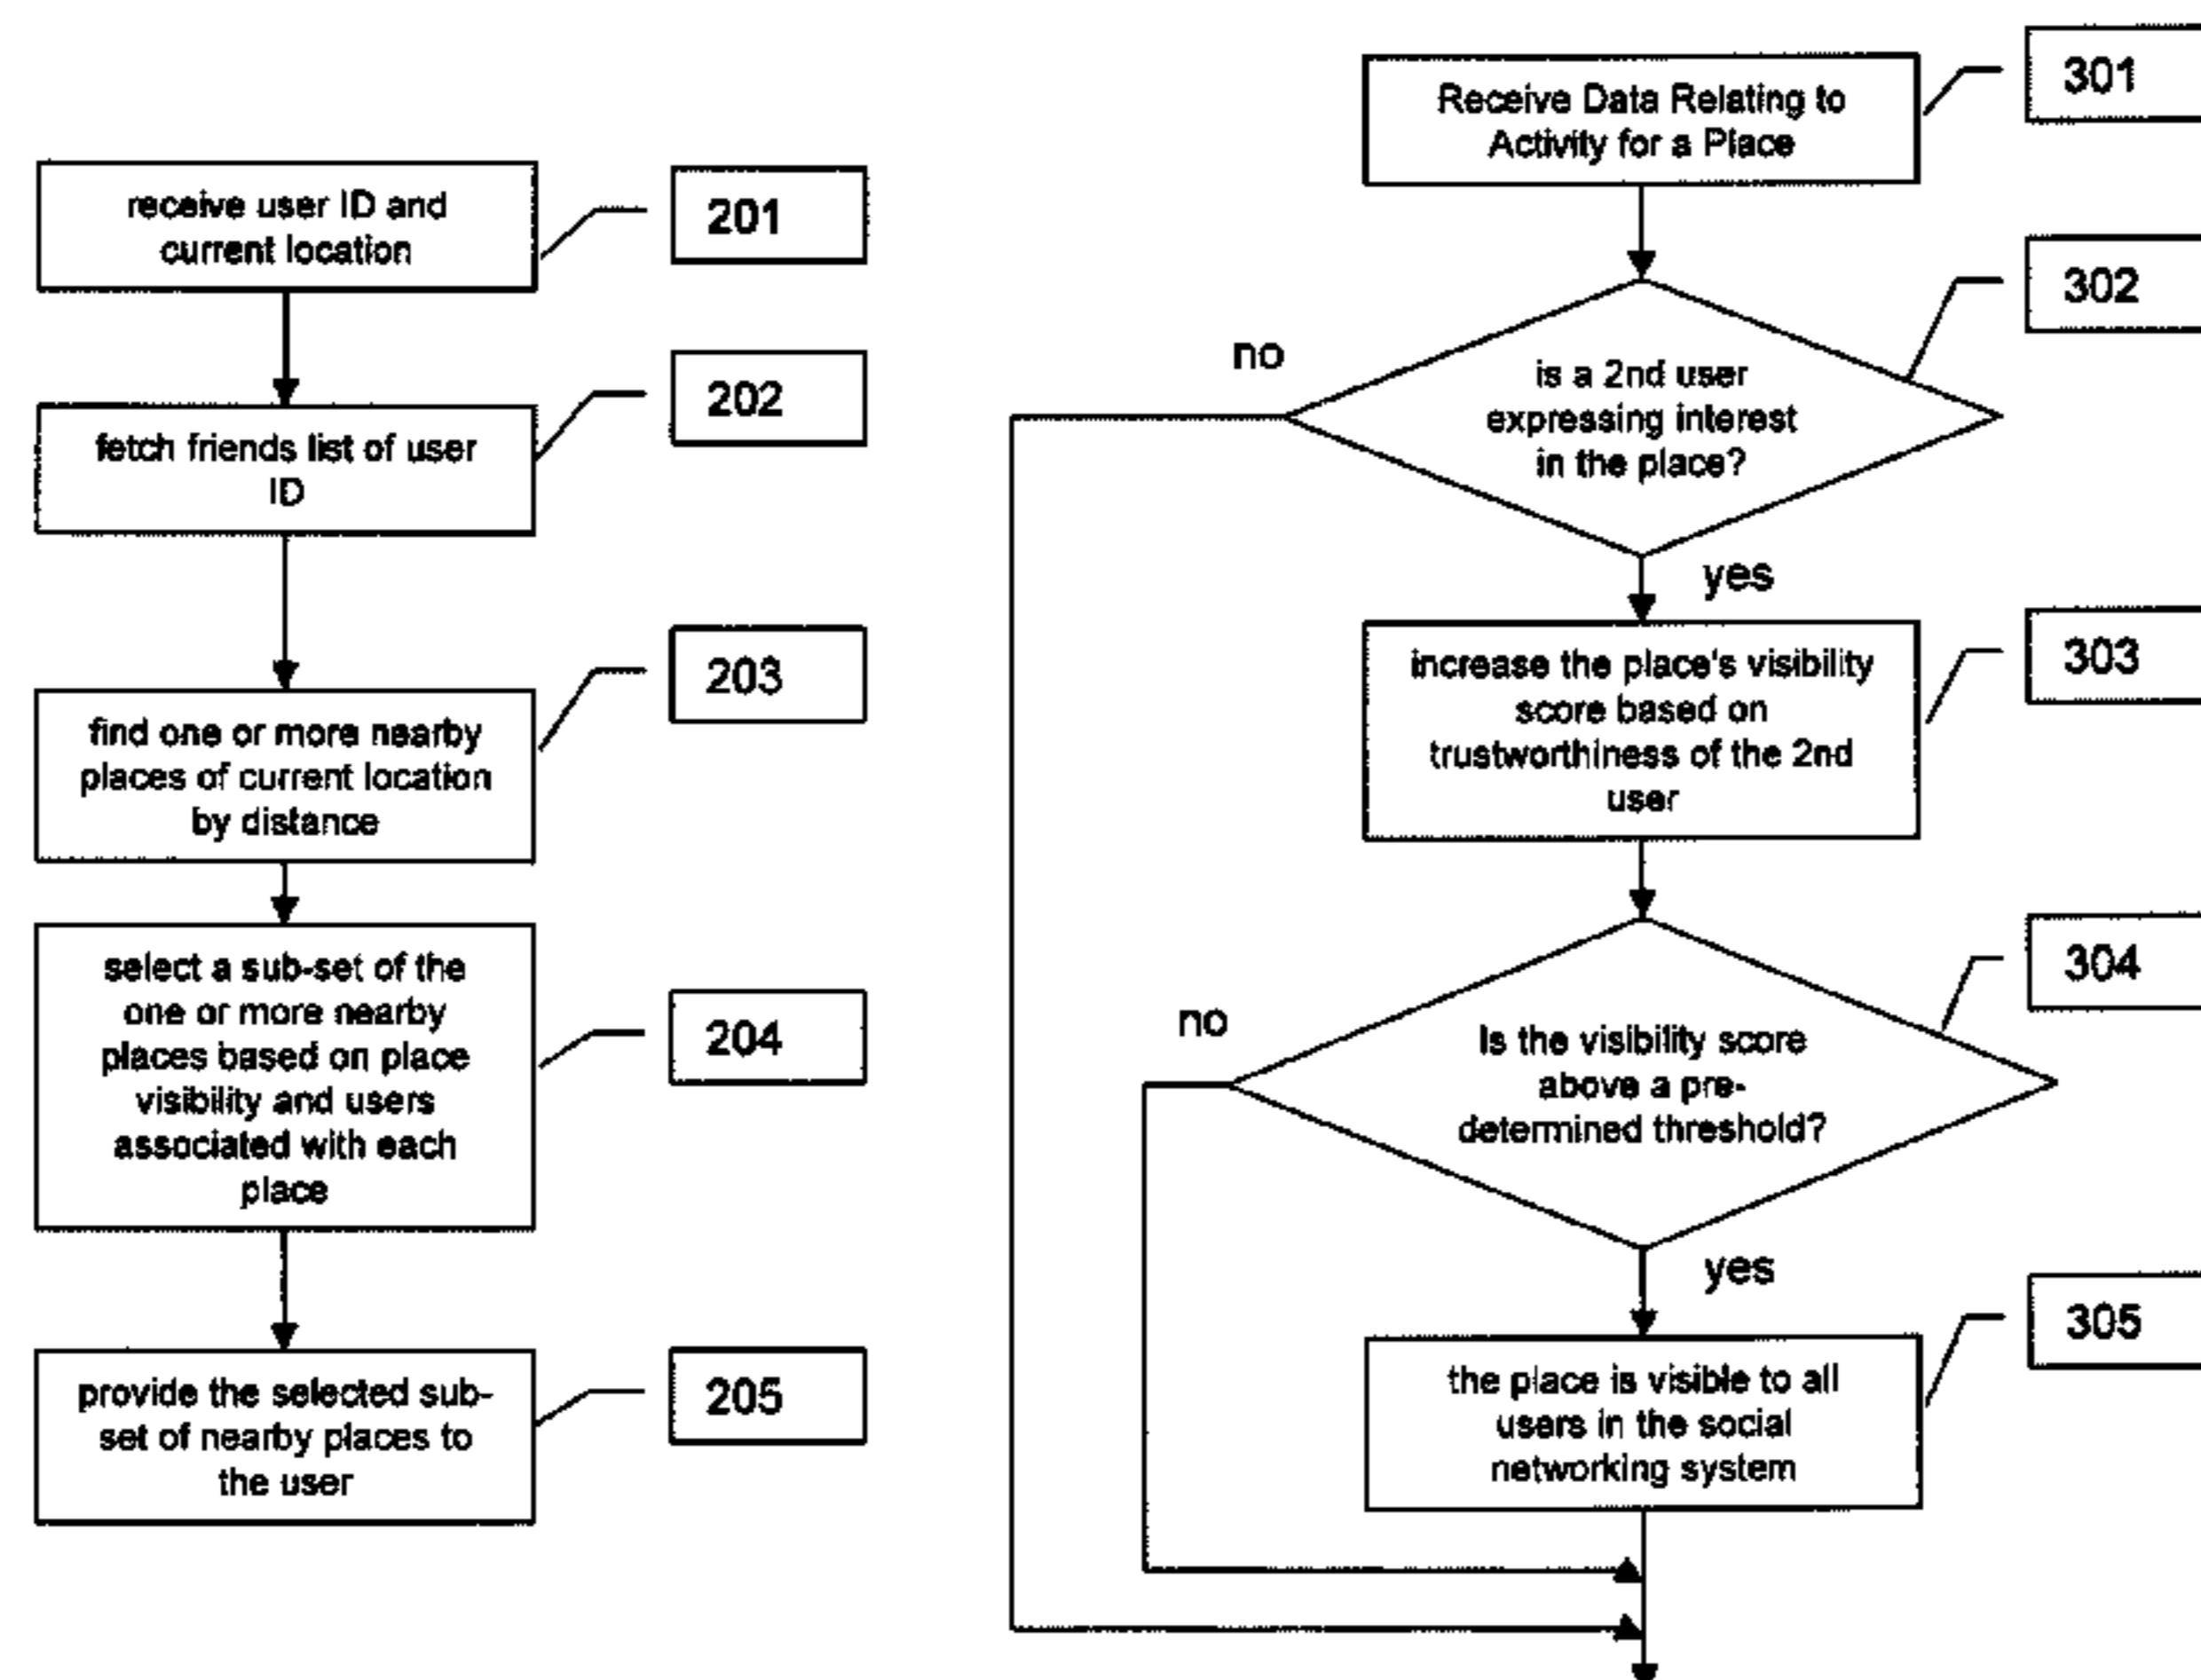 receive user ID and
current location
201
fetch friends list of user
ID
202
find one or more nearby
places of current location
by distance
203
select a sub-set of the
one or more nearby
places based on place
visibility and users
associated with each
place
204
provide the selected sub-
set of nearby places to
the user
205
Receive Data Relating to
Activity for a Place
301
is a 2nd user
expressing interest
in the place?
302
no
yes
increase the place's visibility
score based on
trustworthiness of the 2nd
user
303
Is the visibility score
above a pre-
determined threshold?
304
no
yes
the place is visible to all
users in the social
networking system
305